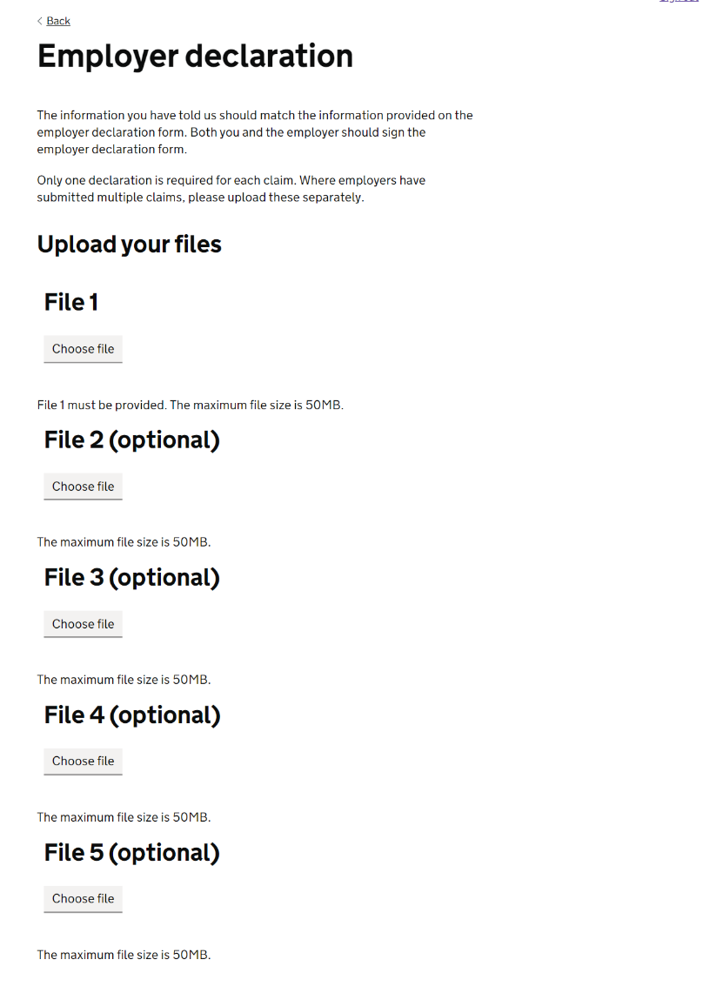 Back
Employer declaration
The information you have told us should match the information provided on the
employer declaration form. Both you and the employer should sign the
employer declaration form.
Only one declaration is required for each claim. Where employers have
submitted multiple claims, please upload these separately.
Upload your files
File 1
Choose file
File 1 must be provided. The maximum file size is 50MB.
File 2 (optional)
Choose file
The maximum file size is 50MB.
File 3 (optional)
Choose file
The maximum file size is 50MB.
File 4 (optional)
Choose file
The maximum file size is 50MB.
File 5 (optional)
Choose file
The maximum file size is 50MB.